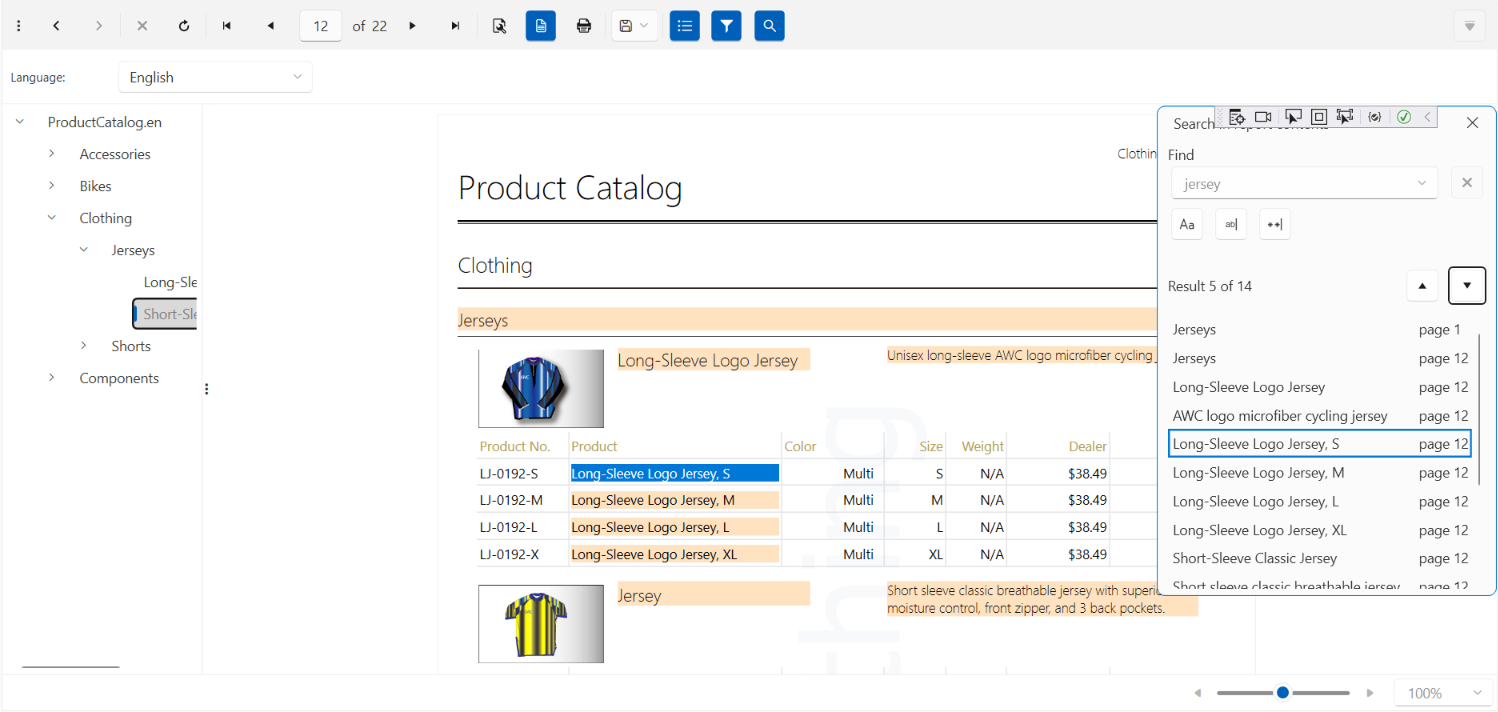 12 of 22
Language: English
ProductCatalog.en
Accessories
Bikes
Clothing
Jerseys
Long-Sle
Short-Sle
Shorts
Components
Clothin
Product Catalog
Clothing
Jerseys
Long-Sleeve Logo Jersey
Unisex long-sleeve AWC logo microfiber cycling
Product No. Product Color Size Weight Dealer
LJ-0192-S Long-Sleeve Logo Jersey, S Multi S N/A $38.49
LJ-0192-M Long-Sleeve Logo Jersey, M Multi M N/A $38.49
LJ-0192-L Long-Sleeve Logo Jersey, L Multi L N/A $38.49
LJ-0192-X Long-Sleeve Logo Jersey, XL Multi XL N/A $38.49
Jersey
Short sleeve classic breathable jersey with superi
moisture control, front zipper, and 3 back pockets.
hing
Search in report contents
Find
jersey
Aa ab
Result 5 of 14
Jerseys page 1
Jerseys page 12
Long-Sleeve Logo Jersey page 12
AWC logo microfiber cycling jersey page 12
Long-Sleeve Logo Jersey, S page 12
Long-Sleeve Logo Jersey, M page 12
Long-Sleeve Logo Jersey, L page 12
Long-Sleeve Logo Jersey, XL page 12
Short-Sleeve Classic Jersey page 12
Short sleeve classic breathable jersey page 12
100%